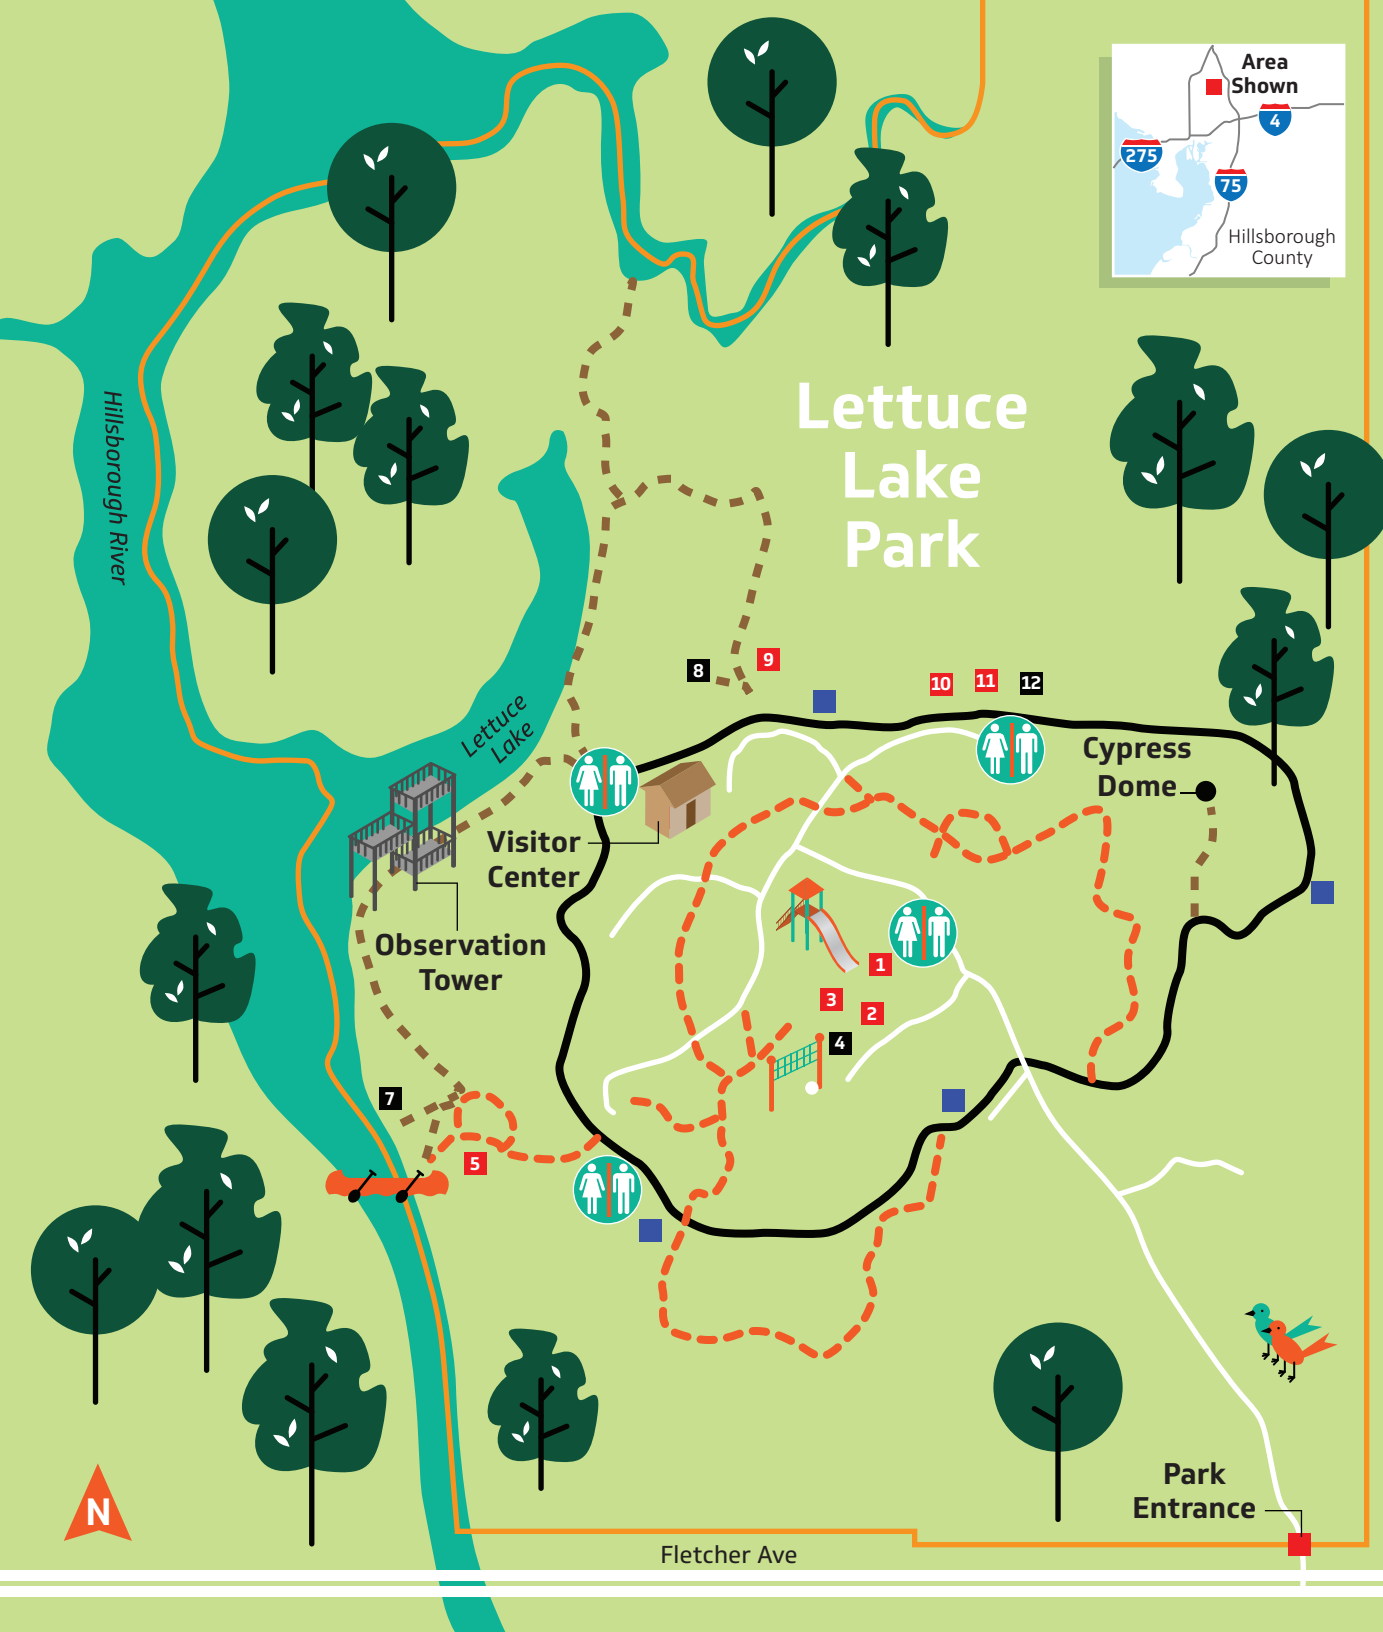 Area
Shown
4
275
75
Hillsborough
County
Lettuce
Lake
Park
Hillsborough River
8
9
10
11
12
Lettuce
Lake
Cypress
Dome
Visitor
Center
Observation
Tower
1
3
2
4
7
5
Park
Entrance
N
Fletcher Ave